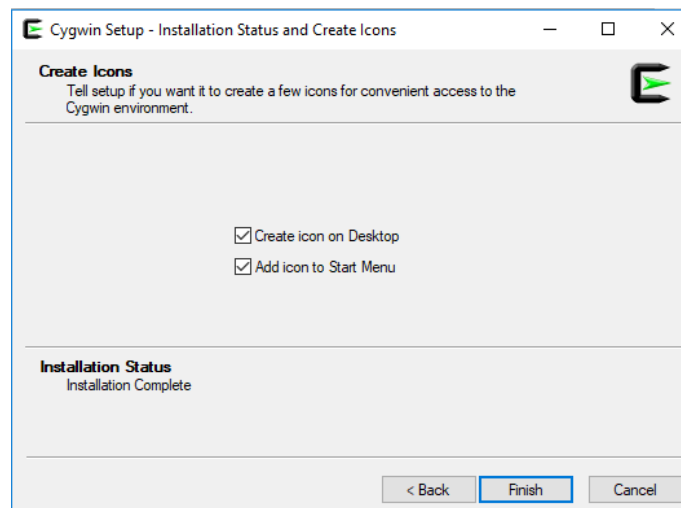 Cygwin Setup - Installation Status and Create Icons
Create Icons
Tell setup if you want it to create a few icons for convenient access to the
Cygwin environment.
Create icon on Desktop
Add icon to Start Menu
Installation Status
Installation Complete
< Back
Finish
Cancel